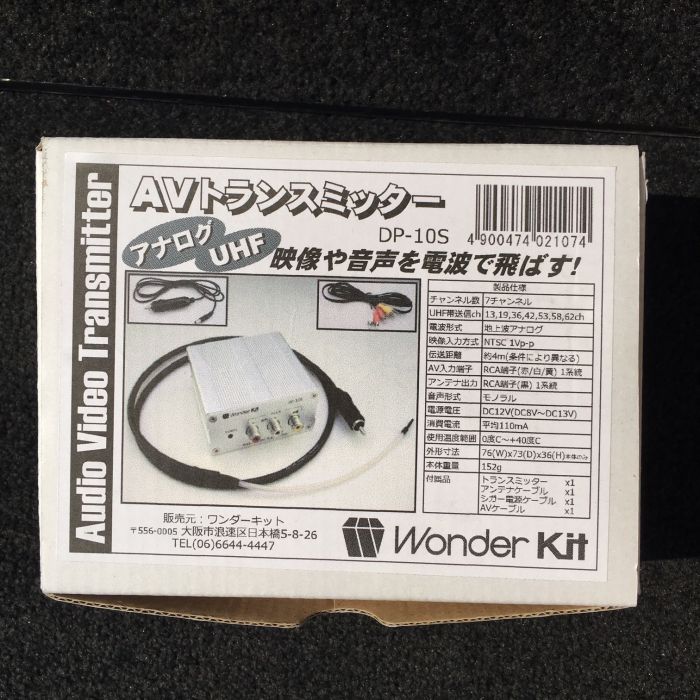 Audio Video Transmitter
AVトランスミッター
DP-10S
4 900474 021074
アナログ
UHF
映像や音声を電波で飛ばす!
製品仕様
チャンネル数 7チャンネル
UHF帯送信ch 13,19,36,42,53,58,62ch
電波形式 地上波アナログ
映像入力方式 NTSC 1Vp-p
伝送距離 約4m(条件により異なる)
AV入力端子 RCA端子(赤/白/黄) 1系統
アンテナ出力 RCA端子(黒) 1系統
音声形式 モノラル
電源電圧 DC12V(DC8V~DC13V)
消費電流 平均110mA
使用温度範囲 0度C~+40度C
外形寸法 76(W)x73(D)x36(H)本体のみ
本体重量 152g
付属品 トランスミッター x1
アンテナケーブル x1
シガー電源ケーブル x1
AVケーブル x1
Wonder Kit
DP-10S
販売元:ワンダーキット
〒556-0005 大阪市浪速区日本橋5-8-26
TEL(06)6644-4447
Wonder Kit